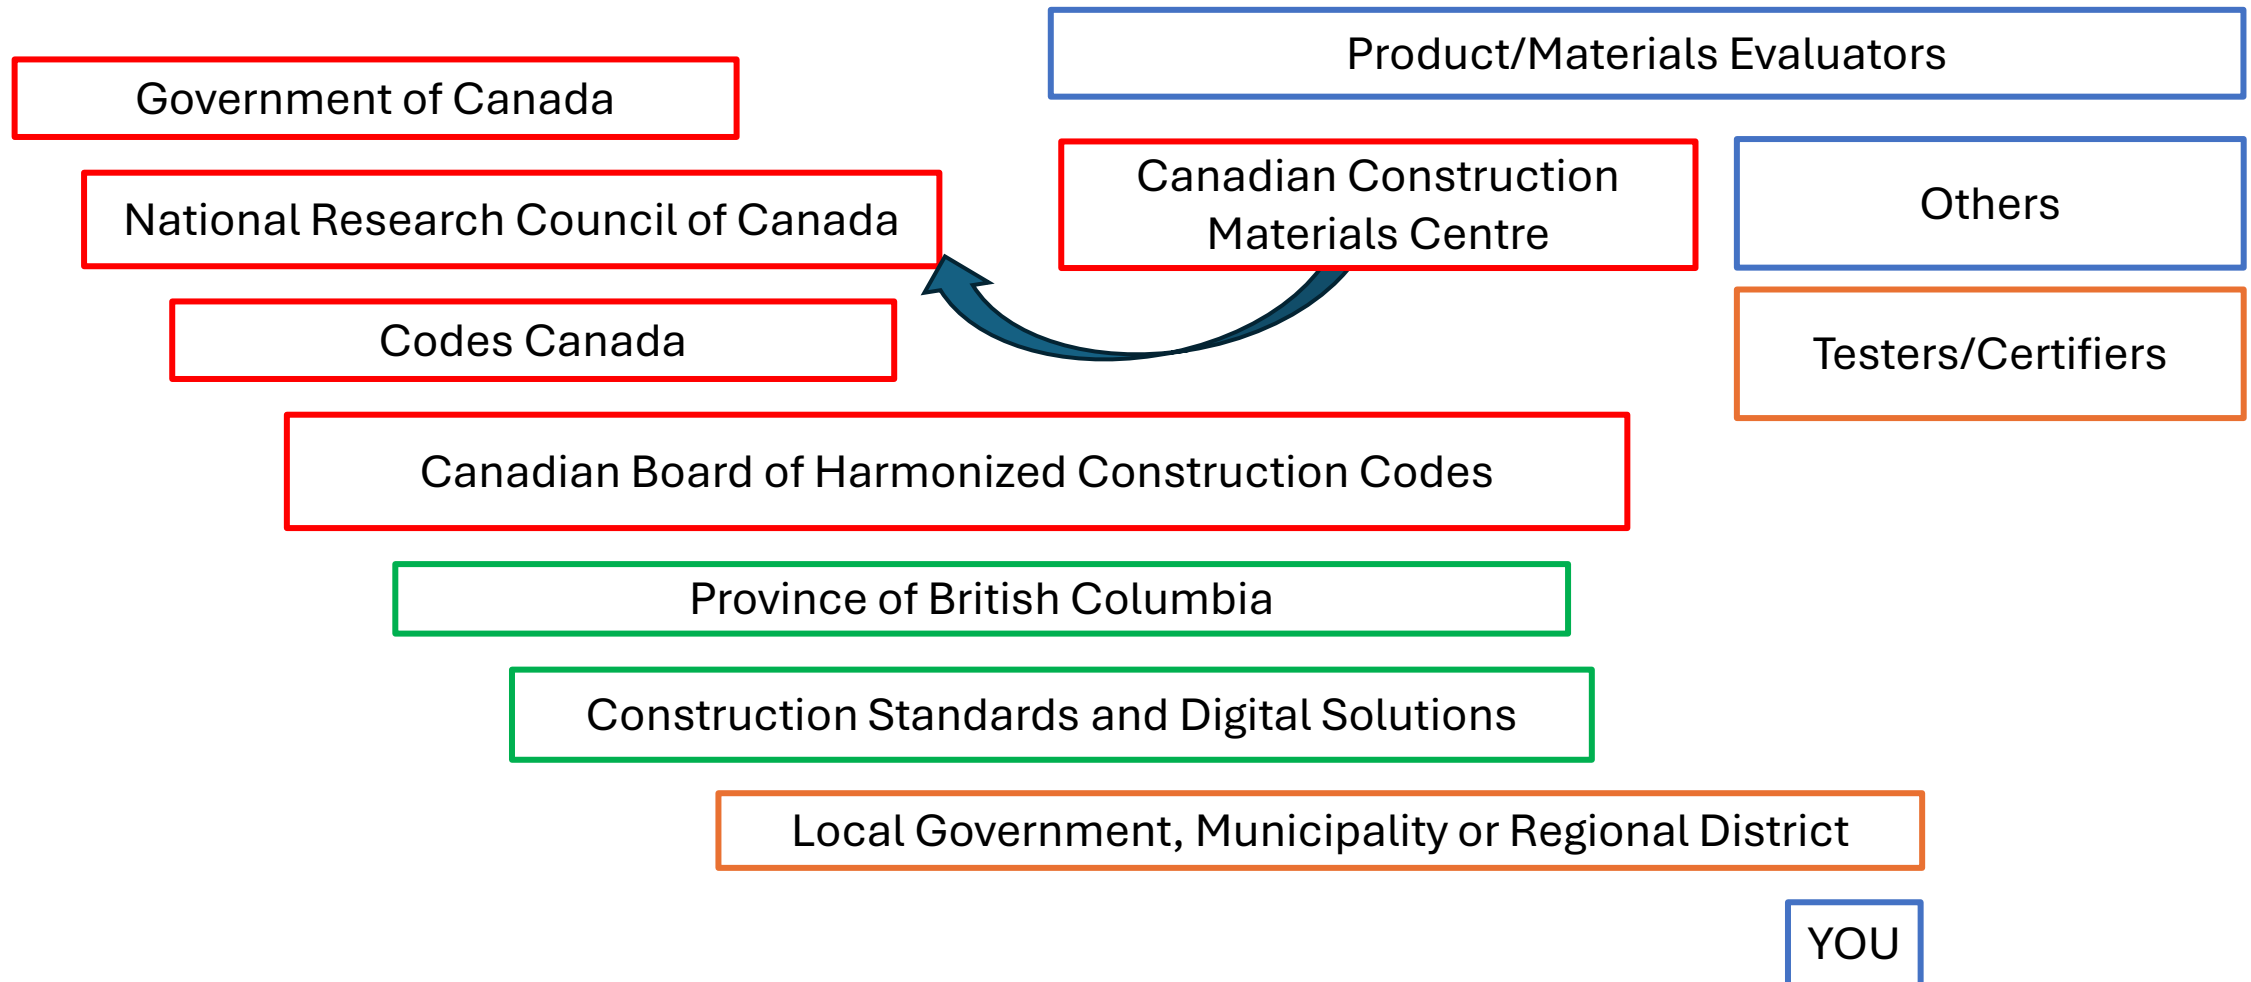 Product/Materials Evaluators
Government of Canada
Canadian Construction
Materials Centre
Others
National Research Council of Canada
Codes Canada
Testers/Certifiers
Canadian Board of Harmonized Construction Codes
Province of British Columbia
Construction Standards and Digital Solutions
Local Government, Municipality or Regional District
YOU